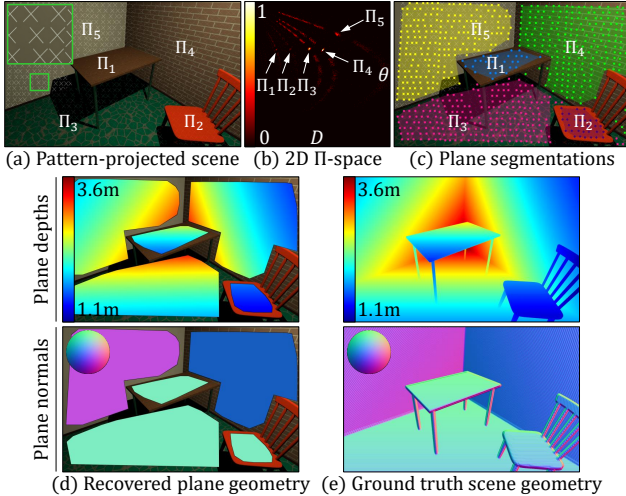 Π5
Π1
Π4
Π3
Π2
1
Π5
Π1 Π2 Π3
Π4
θ
0
D
Π5
Π4
Π1
Π3
Π2
(a) Pattern-projected scene
(b) 2D Π-space
(c) Plane segmentations
Plane depths
3.6m
1.1m
3.6m
1.1m
Plane normals
(d) Recovered plane geometry
(e) Ground truth scene geometry